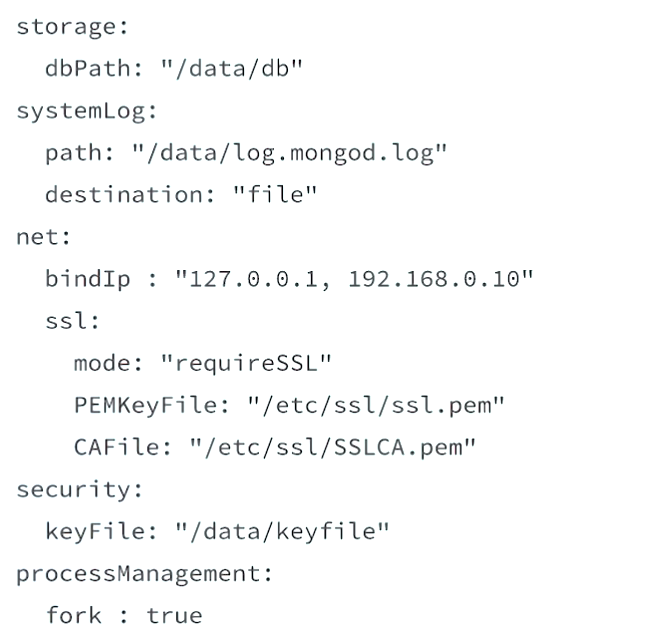 storage:
  dbPath: "/data/db"
systemLog:
  path: "/data/log.mongod.log"
  destination: "file"
net:
  bindIp : "127.0.0.1, 192.168.0.10"
  ssl:
    mode: "requireSSL"
    PEMKeyFile: "/etc/ssl/ssl.pem"
    CAFile: "/etc/ssl/SSLCA.pem"
security:
  keyFile: "/data/keyfile"
processManagement:
  fork : true